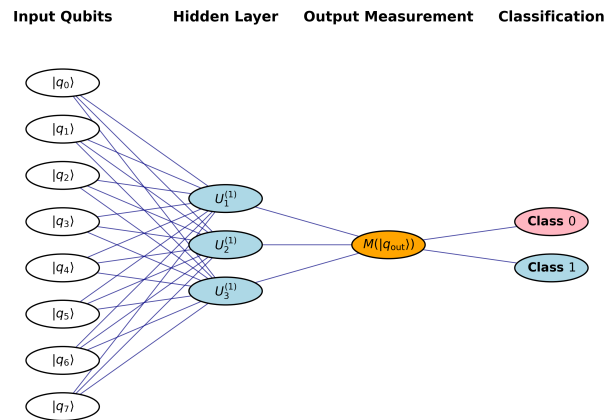 Input Qubits
Hidden Layer
Output Measurement
Classification
|q₀⟩
|q₁⟩
|q₂⟩
|q₃⟩
|q₄⟩
|q₅⟩
|q₆⟩
|q₇⟩
U₁⁽¹⁾
U₂⁽¹⁾
U₃⁽¹⁾
M(|q_out⟩)
Class 0
Class 1